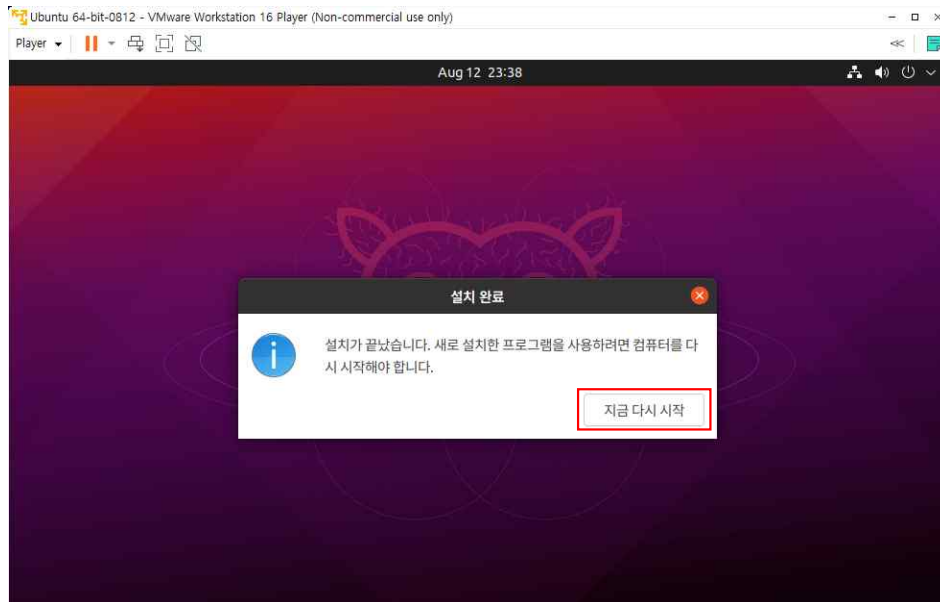 Ubuntu 64-bit-0812 - VMware Workstation 16 Player (Non-commercial use only)
Player
Aug 12 23:38
설치 완료
설치가 끝났습니다. 새로 설치한 프로그램을 사용하려면 컴퓨터를 다
시 시작해야 합니다.
지금 다시 시작